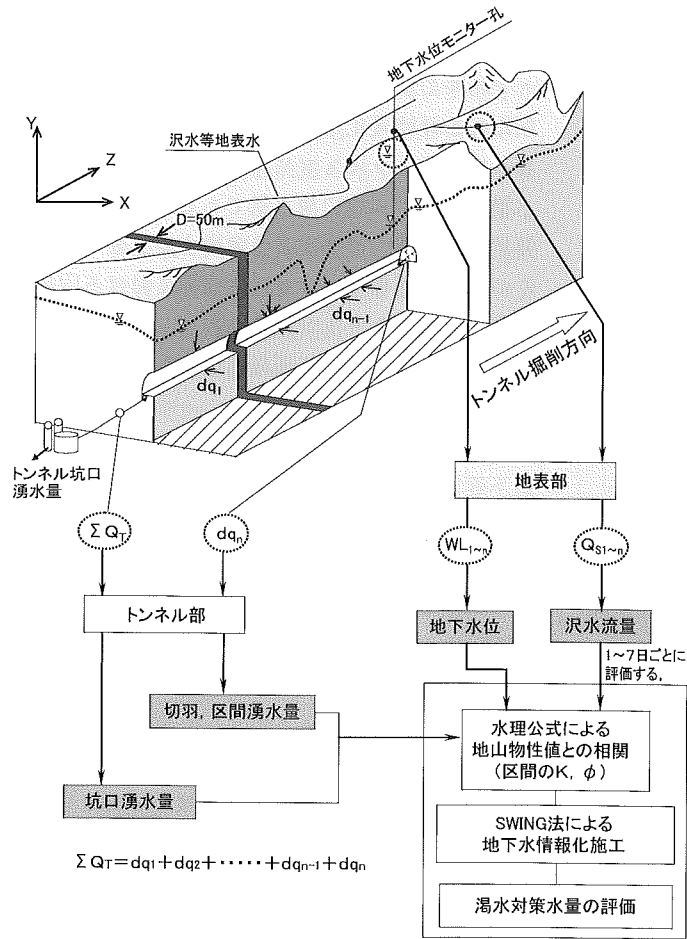 地下水位モニター孔
Y
Z
X
沢水等地表水
D=50m
dqn-1
dq1
トンネル掘削方向
トンネル坑口
湧水量
地表部
ΣQT
dqn
WL1~n
QS1~n
トンネル部
地下水位
沢水流量
1~7日ごとに
評価する.
切羽, 区間湧水量
水理公式による
地山物性値との相関
(区間のK, φ)
坑口湧水量
SWING法による
地下水情報化施工
ΣQT=dq1+dq2+・・・・・・+dqn-1+dqn
渇水対策水量の評価